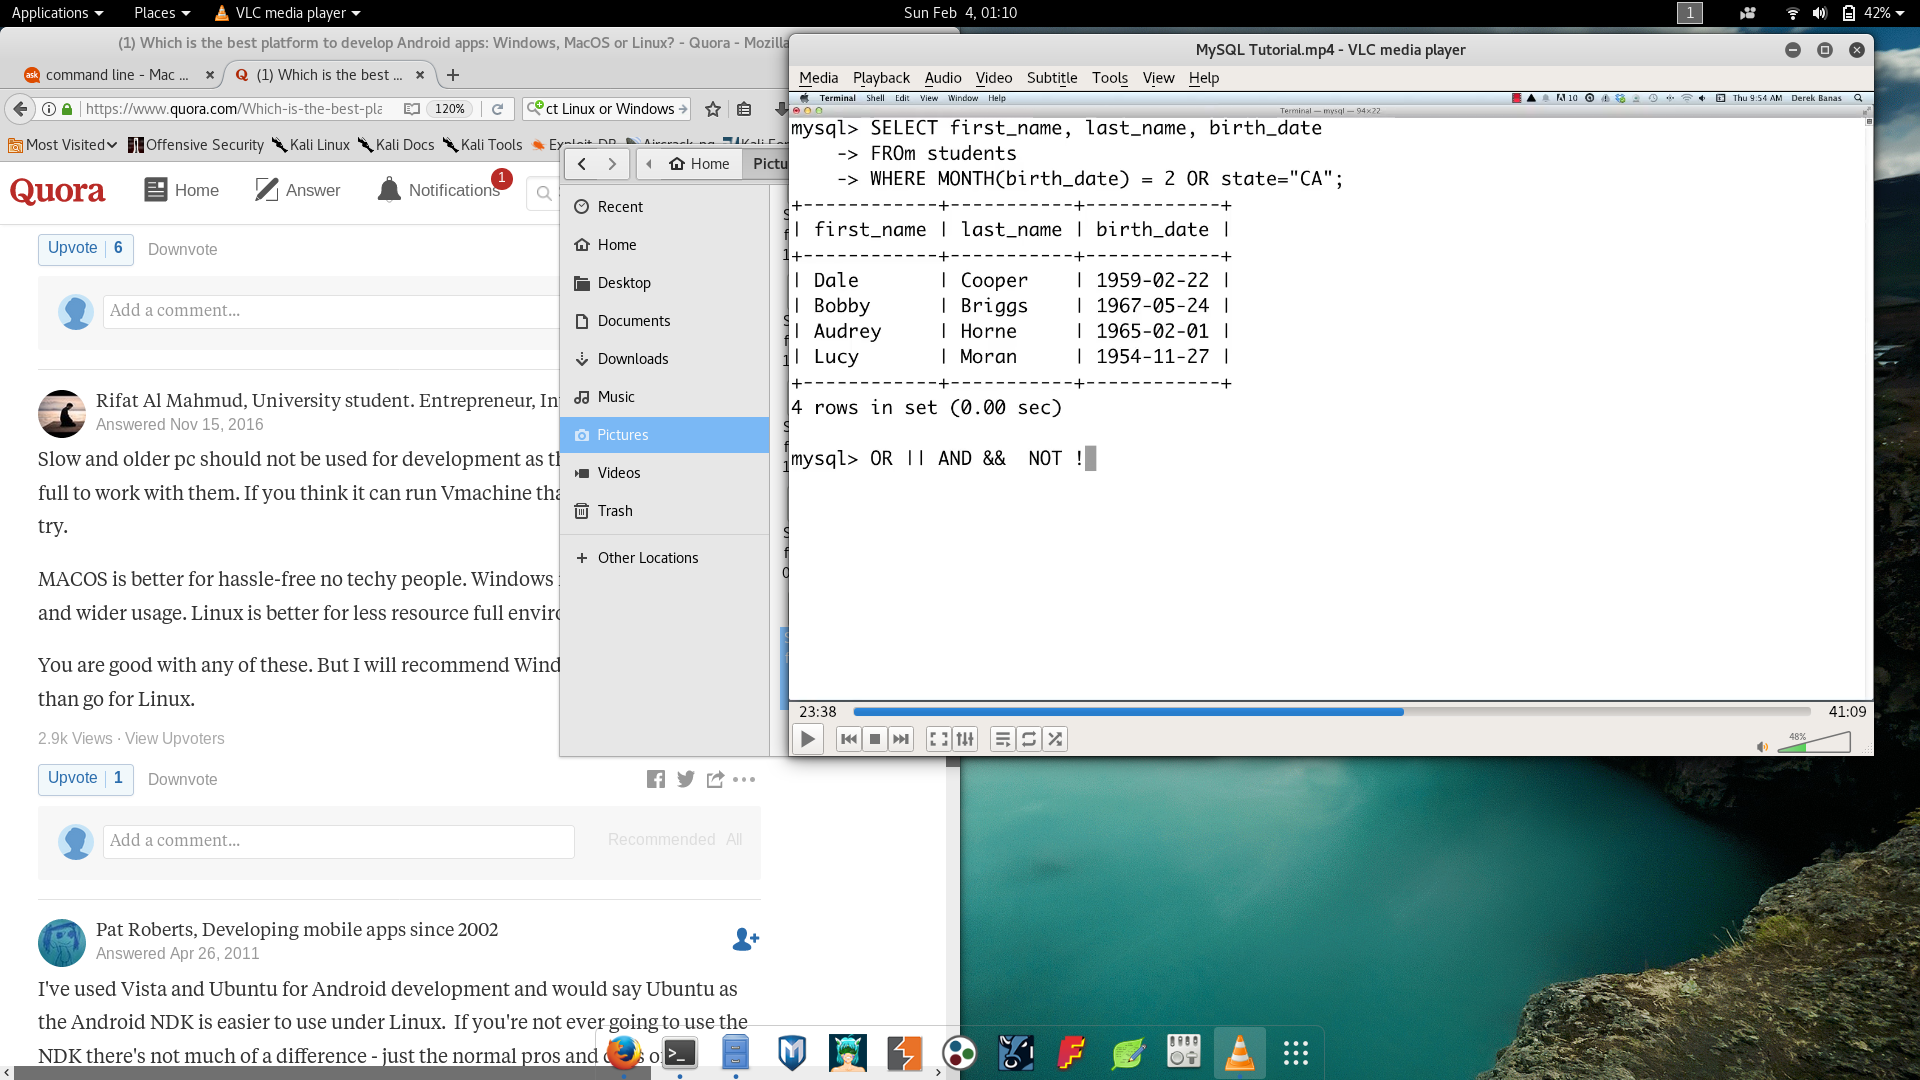 Applications Places VLC media player Sun Feb 4, 01:10 1 42%
(1) Which is the best platform to develop Android apps: Windows, MacOS or Linux? - Quora - Mozilla
command line - Mac ... (1) Which is the best ...
https://www.quora.com/Which-is-the-best-pla 120% ct Linux or Windows
Most Visited Offensive Security Kali Linux Kali Docs Kali Tools Exploit-DB Aircrack-ng
Quora Home Answer Notifications 1
Upvote 6 Downvote
Add a comment...
Rifat Al Mahmud, University student. Entrepreneur, In
Answered Nov 15, 2016
Slow and older pc should not be used for development as th
full to work with them. If you think it can run Vmachine tha
try.
MACOS is better for hassle-free no techy people. Windows
and wider usage. Linux is better for less resource full enviro
You are good with any of these. But I will recommend Wind
than go for Linux.
2.9k Views · View Upvoters
Upvote 1 Downvote
Add a comment... Recommended All
Pat Roberts, Developing mobile apps since 2002
Answered Apr 26, 2011
I've used Vista and Ubuntu for Android development and would say Ubuntu as
the Android NDK is easier to use under Linux. If you're not ever going to use the
NDK there's not much of a difference - just the normal pros and
Home Pictu
Recent
Home
Desktop
Documents
Downloads
Music
Pictures
Videos
Trash
Other Locations
MySQL Tutorial.mp4 - VLC media player
Media Playback Audio Video Subtitle Tools View Help
Terminal Shell Edit View Window Help 10 Thu 9:54 AM Derek Banas
Terminal — mysql — 94×22
mysql> SELECT first_name, last_name, birth_date
-> FROm students
-> WHERE MONTH(birth_date) = 2 OR state="CA";
+------------+-----------+------------+
| first_name | last_name | birth_date |
+------------+-----------+------------+
| Dale | Cooper | 1959-02-22 |
| Bobby | Briggs | 1967-05-24 |
| Audrey | Horne | 1965-02-01 |
| Lucy | Moran | 1954-11-27 |
+------------+-----------+------------+
4 rows in set (0.00 sec)
mysql> OR || AND && NOT !
23:38 41:09
48%